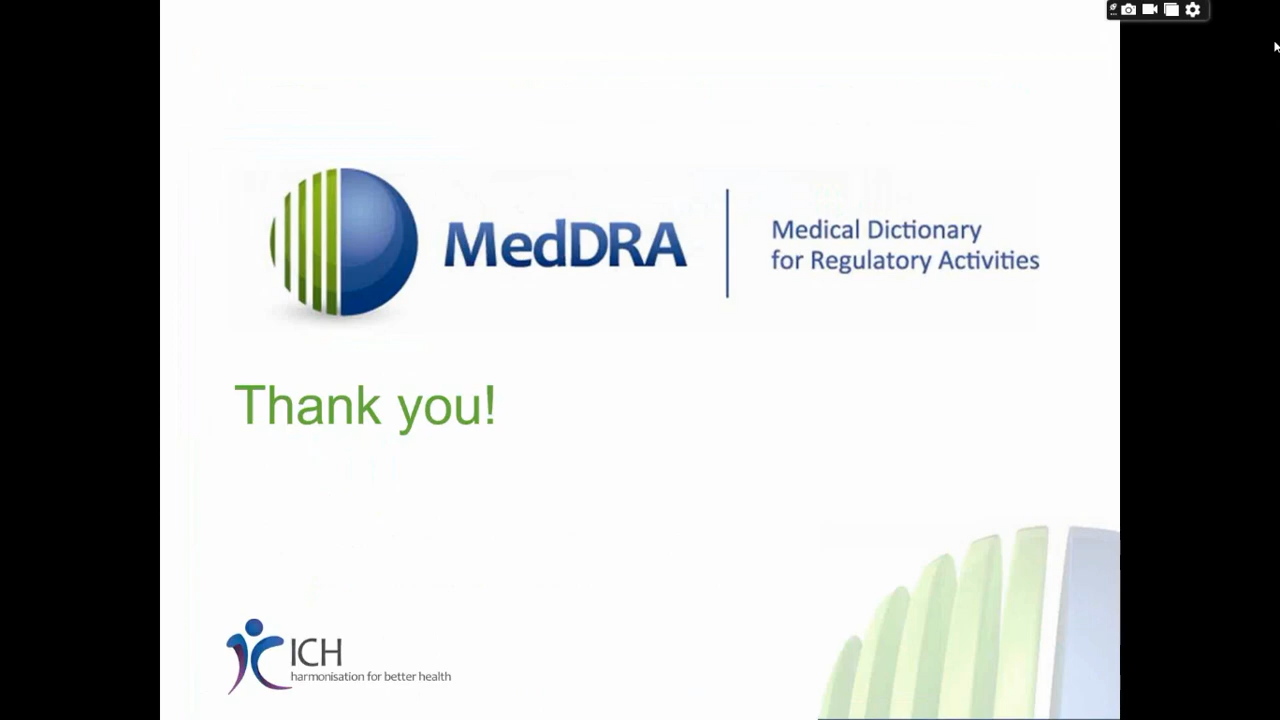 MedDRA
Medical Dictionary
for Regulatory Activities
Thank you!
ICH
harmonisation for better health